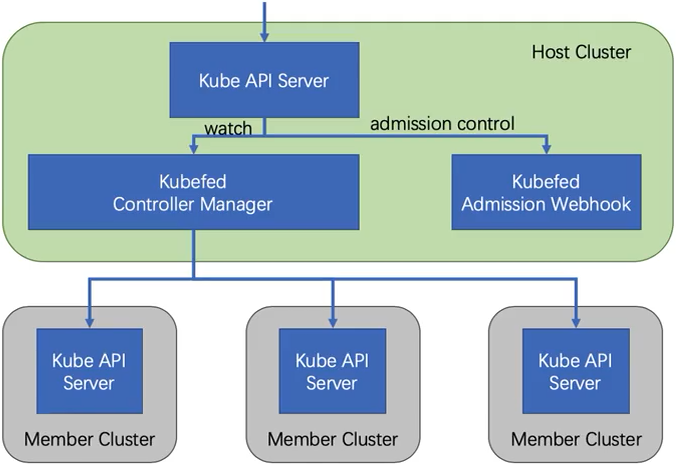 Host Cluster
Kube API Server
watch
admission control
Kubefed
Controller Manager
Kubefed
Admission Webhook
Kube API
Server
Member Cluster
Kube API
Server
Member Cluster
Kube API
Server
Member Cluster